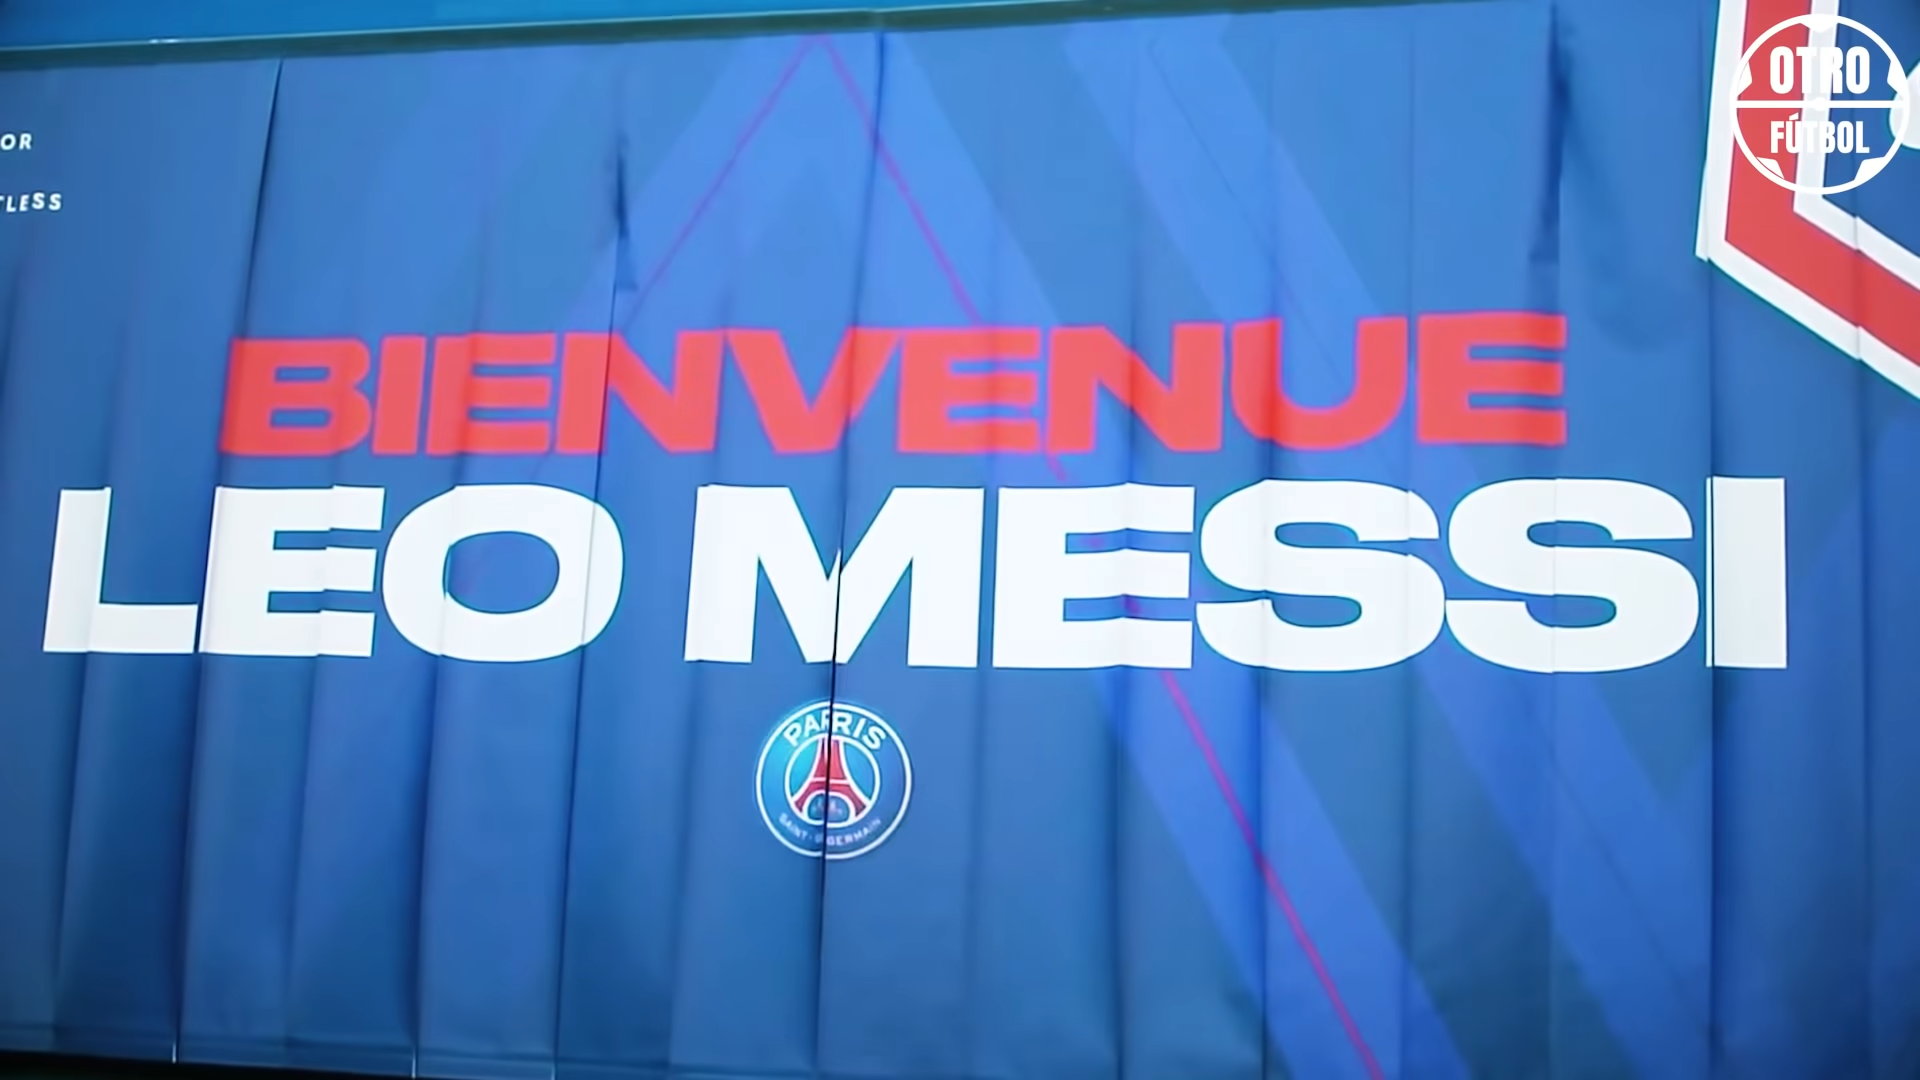 OTRO
FÚTBOL
BIENVENUE
LEO MESSI
PARIS
SAINT-GERMAIN